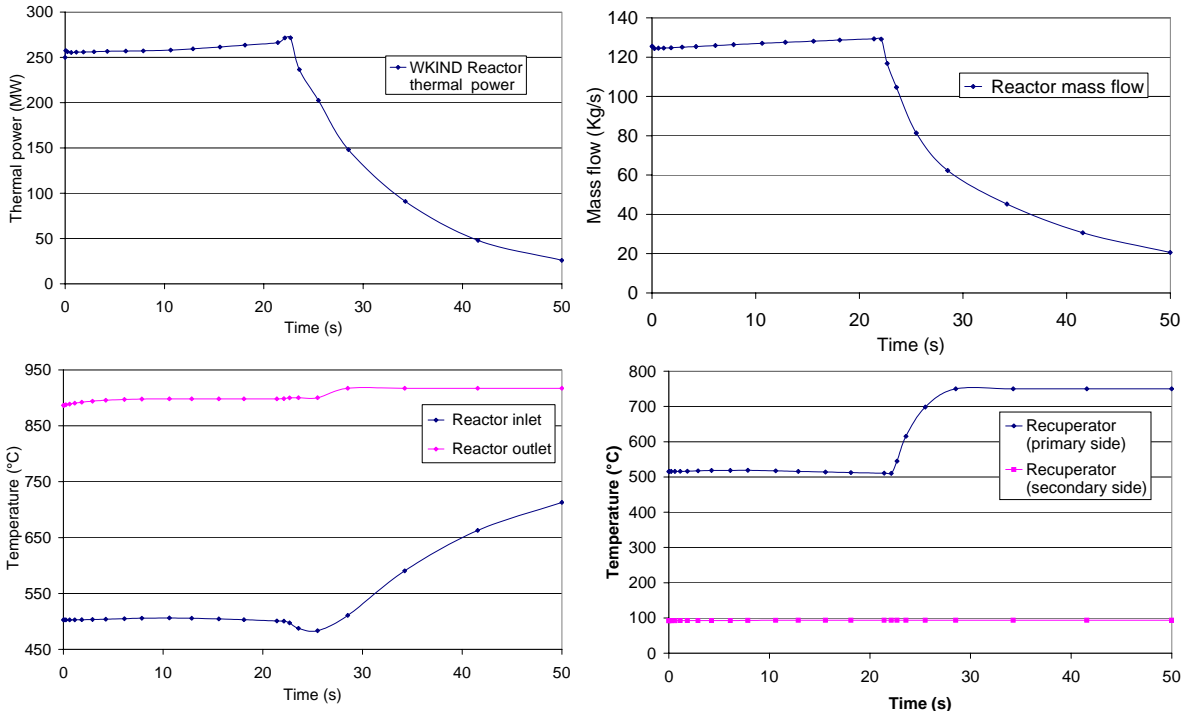 300
250
200
150
100
50
0
Thermal power (MW)
WKIND Reactor
thermal power
0 10 20 30 40 50
Time (s)
140
120
100
80
60
40
20
0
Mass flow (Kg/s)
Reactor mass flow
0 10 20 30 40 50
Time (s)
950
850
750
650
550
450
Temperature (°C)
Reactor inlet
Reactor outlet
0 10 20 30 40 50
Time (s)
800
700
600
500
400
300
200
100
0
Temperature (°C)
Recuperator
(primary side)
Recuperator
(secondary side)
0 10 20 30 40 50
Time (s)